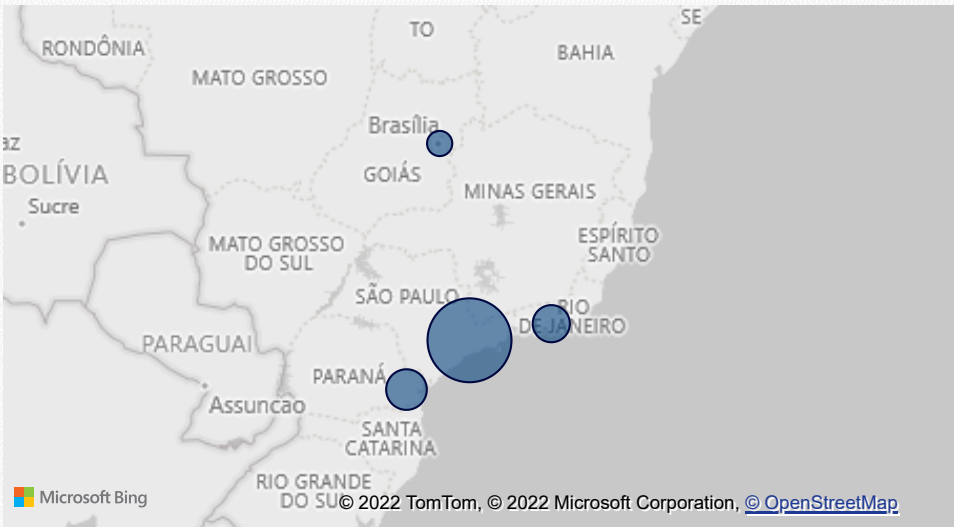 SE
TO
RONDÔNIA
BAHIA
MATO GROSSO
Brasília
az
BOLÍVIA
GOIÁS
MINAS GERAIS
Sucre
ESPÍRITO
SANTO
MATO GROSSO
DO SUL
SÃO PAULO
RIO
DE JANEIRO
PARAGUAI
PARANÁ
Assuncao
SANTA
CATARINA
RIO GRANDE
DO SUL
Microsoft Bing
© 2022 TomTom, © 2022 Microsoft Corporation, © OpenStreetMap